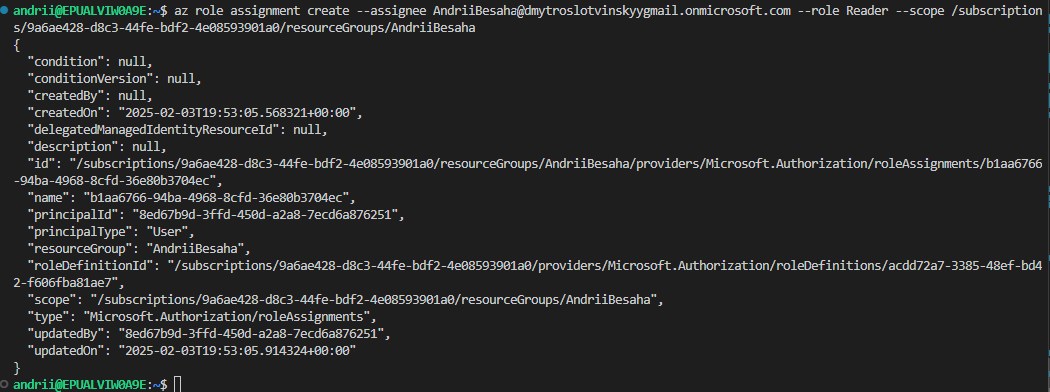 andrii@EPUALVIW0A9E:~$ az role assignment create --assignee AndriiBesaha@dmytroslotvinskyygmail.onmicrosoft.com --role Reader --scope /subscription
s/9a6ae428-d8c3-44fe-bdf2-4e08593901a0/resourceGroups/AndriiBesaha
{
  "condition": null,
  "conditionVersion": null,
  "createdBy": null,
  "createdOn": "2025-02-03T19:53:05.568321+00:00",
  "delegatedManagedIdentityResourceId": null,
  "description": null,
  "id": "/subscriptions/9a6ae428-d8c3-44fe-bdf2-4e08593901a0/resourceGroups/AndriiBesaha/providers/Microsoft.Authorization/roleAssignments/b1aa6766
-94ba-4968-8cfd-36e80b3704ec",
  "name": "b1aa6766-94ba-4968-8cfd-36e80b3704ec",
  "principalId": "8ed67b9d-3ffd-450d-a2a8-7ecd6a876251",
  "principalType": "User",
  "resourceGroup": "AndriiBesaha",
  "roleDefinitionId": "/subscriptions/9a6ae428-d8c3-44fe-bdf2-4e08593901a0/providers/Microsoft.Authorization/roleDefinitions/acdd72a7-3385-48ef-bd4
2-f606fba81ae7",
  "scope": "/subscriptions/9a6ae428-d8c3-44fe-bdf2-4e08593901a0/resourceGroups/AndriiBesaha",
  "type": "Microsoft.Authorization/roleAssignments",
  "updatedBy": "8ed67b9d-3ffd-450d-a2a8-7ecd6a876251",
  "updatedOn": "2025-02-03T19:53:05.914324+00:00"
}
andrii@EPUALVIW0A9E:~$